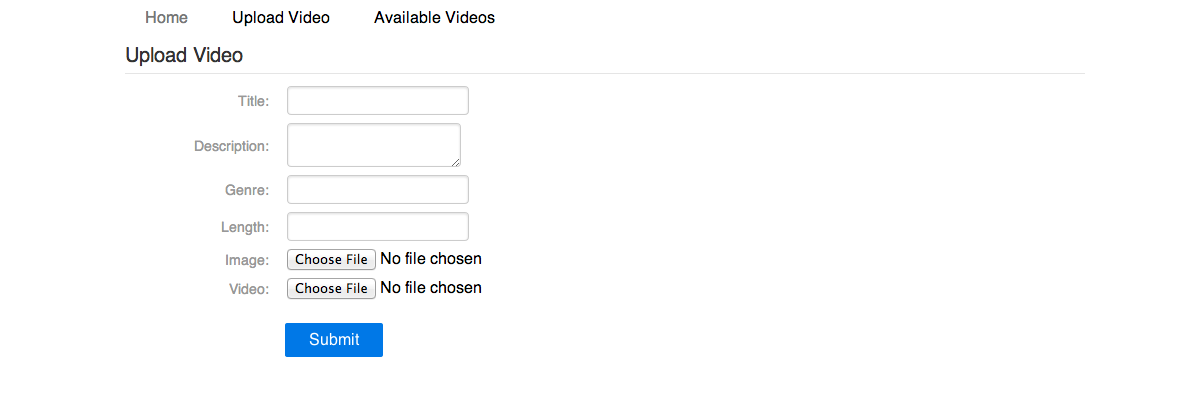 Home Upload Video Available Videos
Upload Video
Title:
Description:
Genre:
Length:
Image: Choose File No file chosen
Video: Choose File No file chosen
Submit